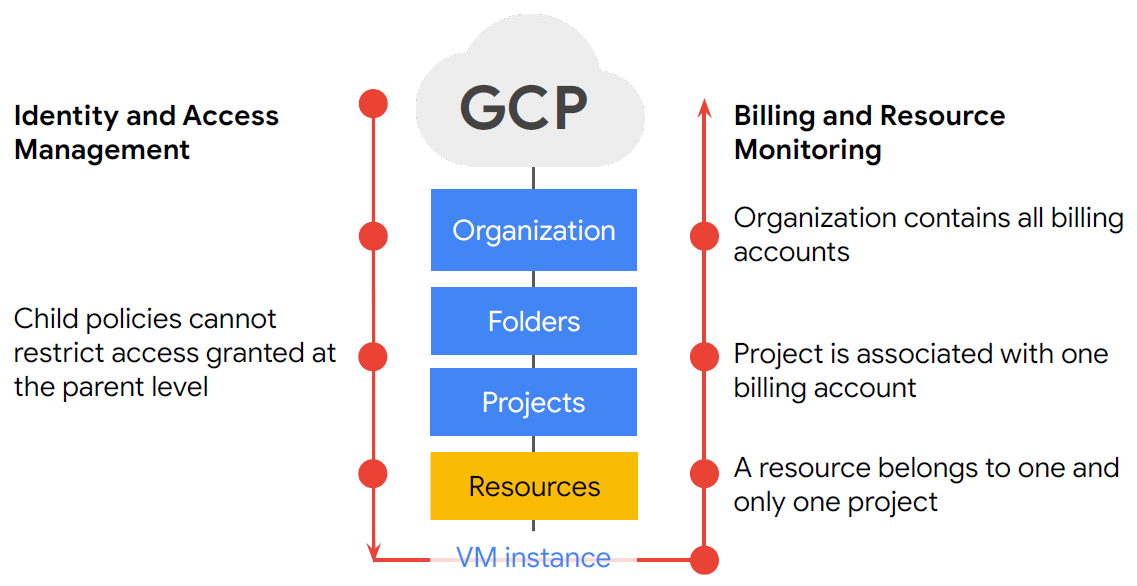 GCP
Identity and Access
Management
Child policies cannot
restrict access granted at
the parent level
Organization
Folders
Projects
Resources
VM instance
Billing and Resource
Monitoring
Organization contains all billing
accounts
Project is associated with one
billing account
A resource belongs to one and
only one project